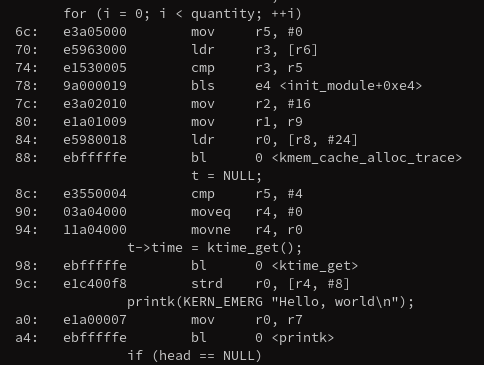 for (i = 0; i < quantity; ++i)
6c: e3a05000 mov r5, #0
70: e5963000 ldr r3, [r6]
74: e1530005 cmp r3, r5
78: 9a000019 bls e4 <init_module+0xe4>
7c: e3a02010 mov r2, #16
80: e1a01009 mov r1, r9
84: e5980018 ldr r0, [r8, #24]
88: ebfffffe bl 0 <kmem_cache_alloc_trace>
t = NULL;
8c: e3550004 cmp r5, #4
90: 03a04000 moveq r4, #0
94: 11a04000 movne r4, r0
t->time = ktime_get();
98: ebfffffe bl 0 <ktime_get>
9c: e1c400f8 strd r0, [r4, #8]
printk(KERN_EMERG "Hello, world\n");
a0: e1a00007 mov r0, r7
a4: ebfffffe bl 0 <printk>
if (head == NULL)